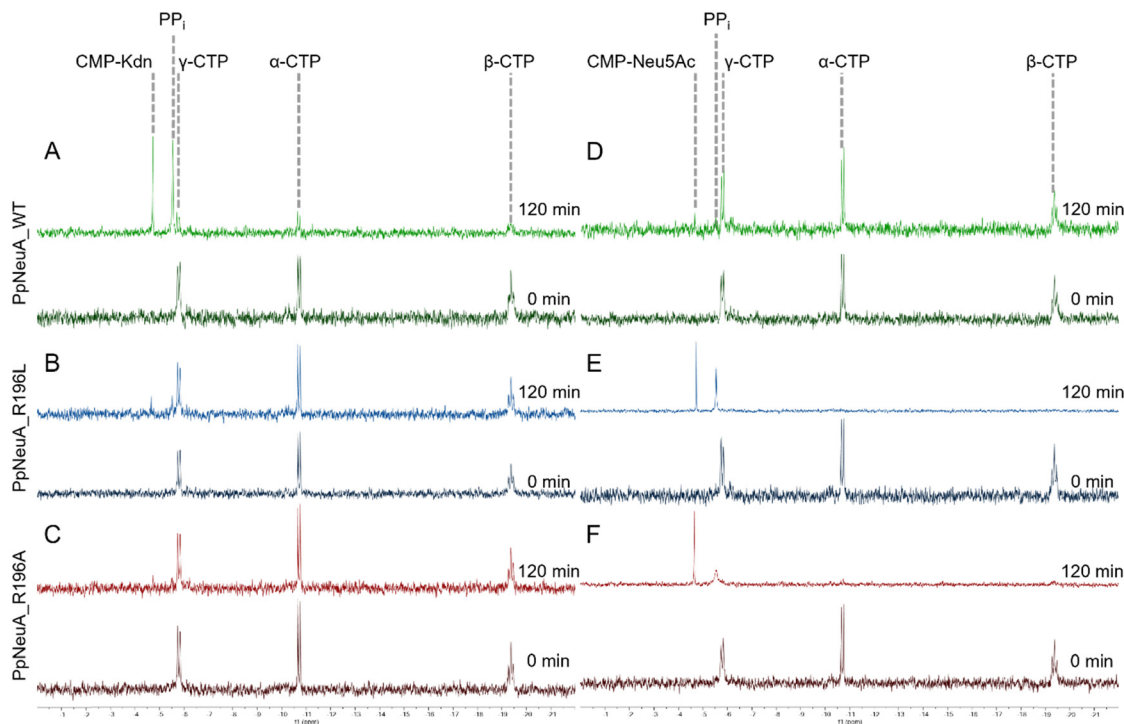 PPi PPi
CMP-Kdn γ-CTP α-CTP β-CTP CMP-Neu5Ac γ-CTP α-CTP β-CTP
A D
PpNeuA_WT
120 min 120 min
0 min 0 min
B E
PpNeuA_R196L
120 min 120 min
0 min 0 min
C F
PpNeuA_R196A
120 min 120 min
0 min 0 min
-1 -2 -3 -4 -5 -6 -7 -8 -9 -10 -11 -12 -13 -14 -15 -16 -17 -18 -19 -20 -21 -1 -2 -3 -4 -5 -6 -7 -8 -9 -10 -11 -12 -13 -14 -15 -16 -17 -18 -19 -20 -21
f1 (ppm) f1 (ppm)